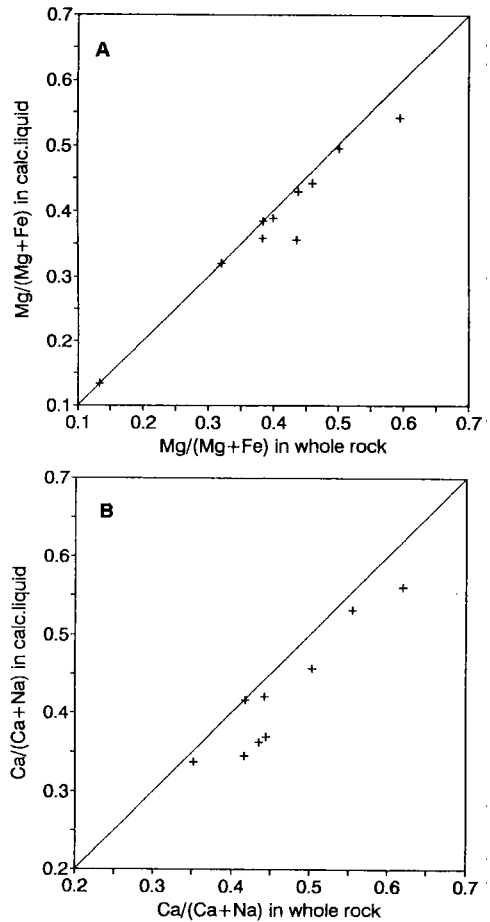 0.7
A
0.6
0.5
0.4
0.3
0.2
0.1
Mg/(Mg+Fe) in calc.liquid
0.1 0.2 0.3 0.4 0.5 0.6 0.7
Mg/(Mg+Fe) in whole rock
0.7
B
0.6
0.5
0.4
0.3
0.2
Ca/(Ca+Na) in calc.liquid
0.2 0.3 0.4 0.5 0.6 0.7
Ca/(Ca+Na) in whole rock